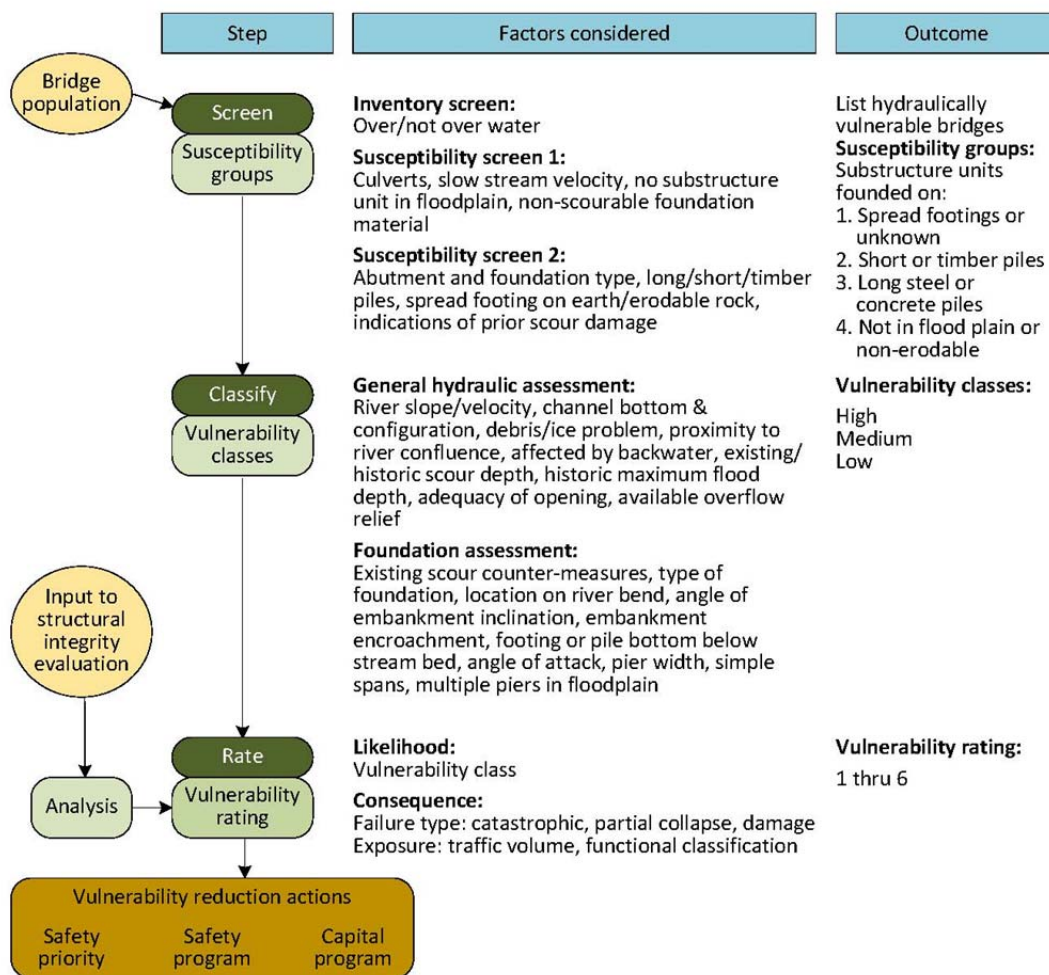 Step
Factors considered
Outcome
Bridge
population
Screen
Susceptibility
groups
Inventory screen:
Over/not over water
Susceptibility screen 1:
Culverts, slow stream velocity, no substructure
unit in floodplain, non-scourable foundation
material
Susceptibility screen 2:
Abutment and foundation type, long/short/timber
piles, spread footing on earth/erodable rock,
indications of prior scour damage
List hydraulically
vulnerable bridges
Susceptibility groups:
Substructure units
founded on:
1. Spread footings or
unknown
2. Short or timber piles
3. Long steel or
concrete piles
4. Not in flood plain or
non-erodable
Classify
Vulnerability
classes
General hydraulic assessment:
River slope/velocity, channel bottom &
configuration, debris/ice problem, proximity to
river confluence, affected by backwater, existing/
historic scour depth, historic maximum flood
depth, adequacy of opening, available overflow
relief
Foundation assessment:
Existing scour counter-measures, type of
foundation, location on river bend, angle of
embankment inclination, embankment
encroachment, footing or pile bottom below
stream bed, angle of attack, pier width, simple
spans, multiple piers in floodplain
Vulnerability classes:
High
Medium
Low
Input to
structural
integrity
evaluation
Analysis
Rate
Vulnerability
rating
Likelihood:
Vulnerability class
Consequence:
Failure type: catastrophic, partial collapse, damage
Exposure: traffic volume, functional classification
Vulnerability rating:
1 thru 6
Vulnerability reduction actions
Safety
priority
Safety
program
Capital
program